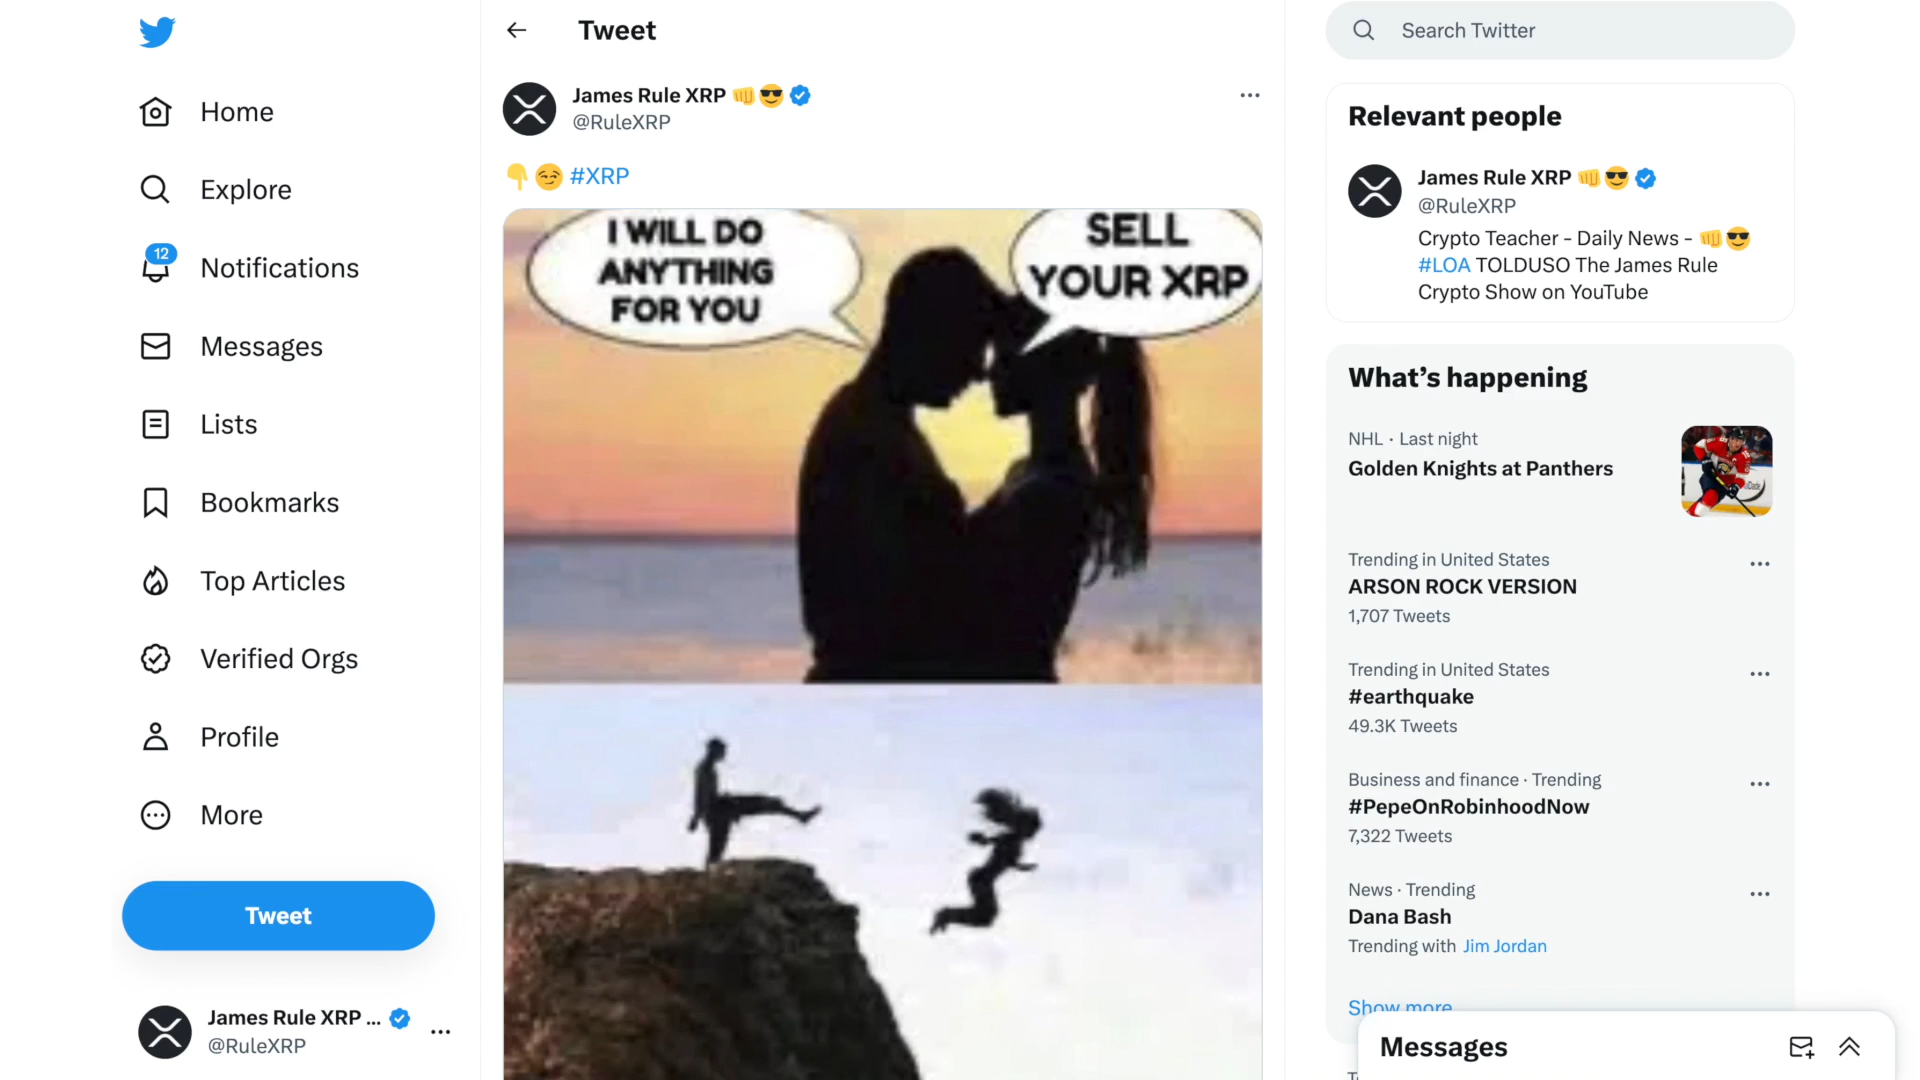 Home
Explore
12
Notifications
Messages
Lists
Bookmarks
Top Articles
Verified Orgs
Profile
More
Tweet
James Rule XRP ...
@RuleXRP
Tweet
James Rule XRP 👊😎
@RuleXRP
👇😏 #XRP
I WILL DO
ANYTHING
FOR YOU
SELL
YOUR XRP
Search Twitter
Relevant people
James Rule XRP 👊😎
@RuleXRP
Crypto Teacher - Daily News - 👊😎
#LOA TOLDUSO The James Rule
Crypto Show on YouTube
What’s happening
NHL · Last night
Golden Knights at Panthers
Trending in United States
ARSON ROCK VERSION
1,707 Tweets
Trending in United States
#earthquake
49.3K Tweets
Business and finance · Trending
#PepeOnRobinhoodNow
7,322 Tweets
News · Trending
Dana Bash
Trending with Jim Jordan
Show more
Messages